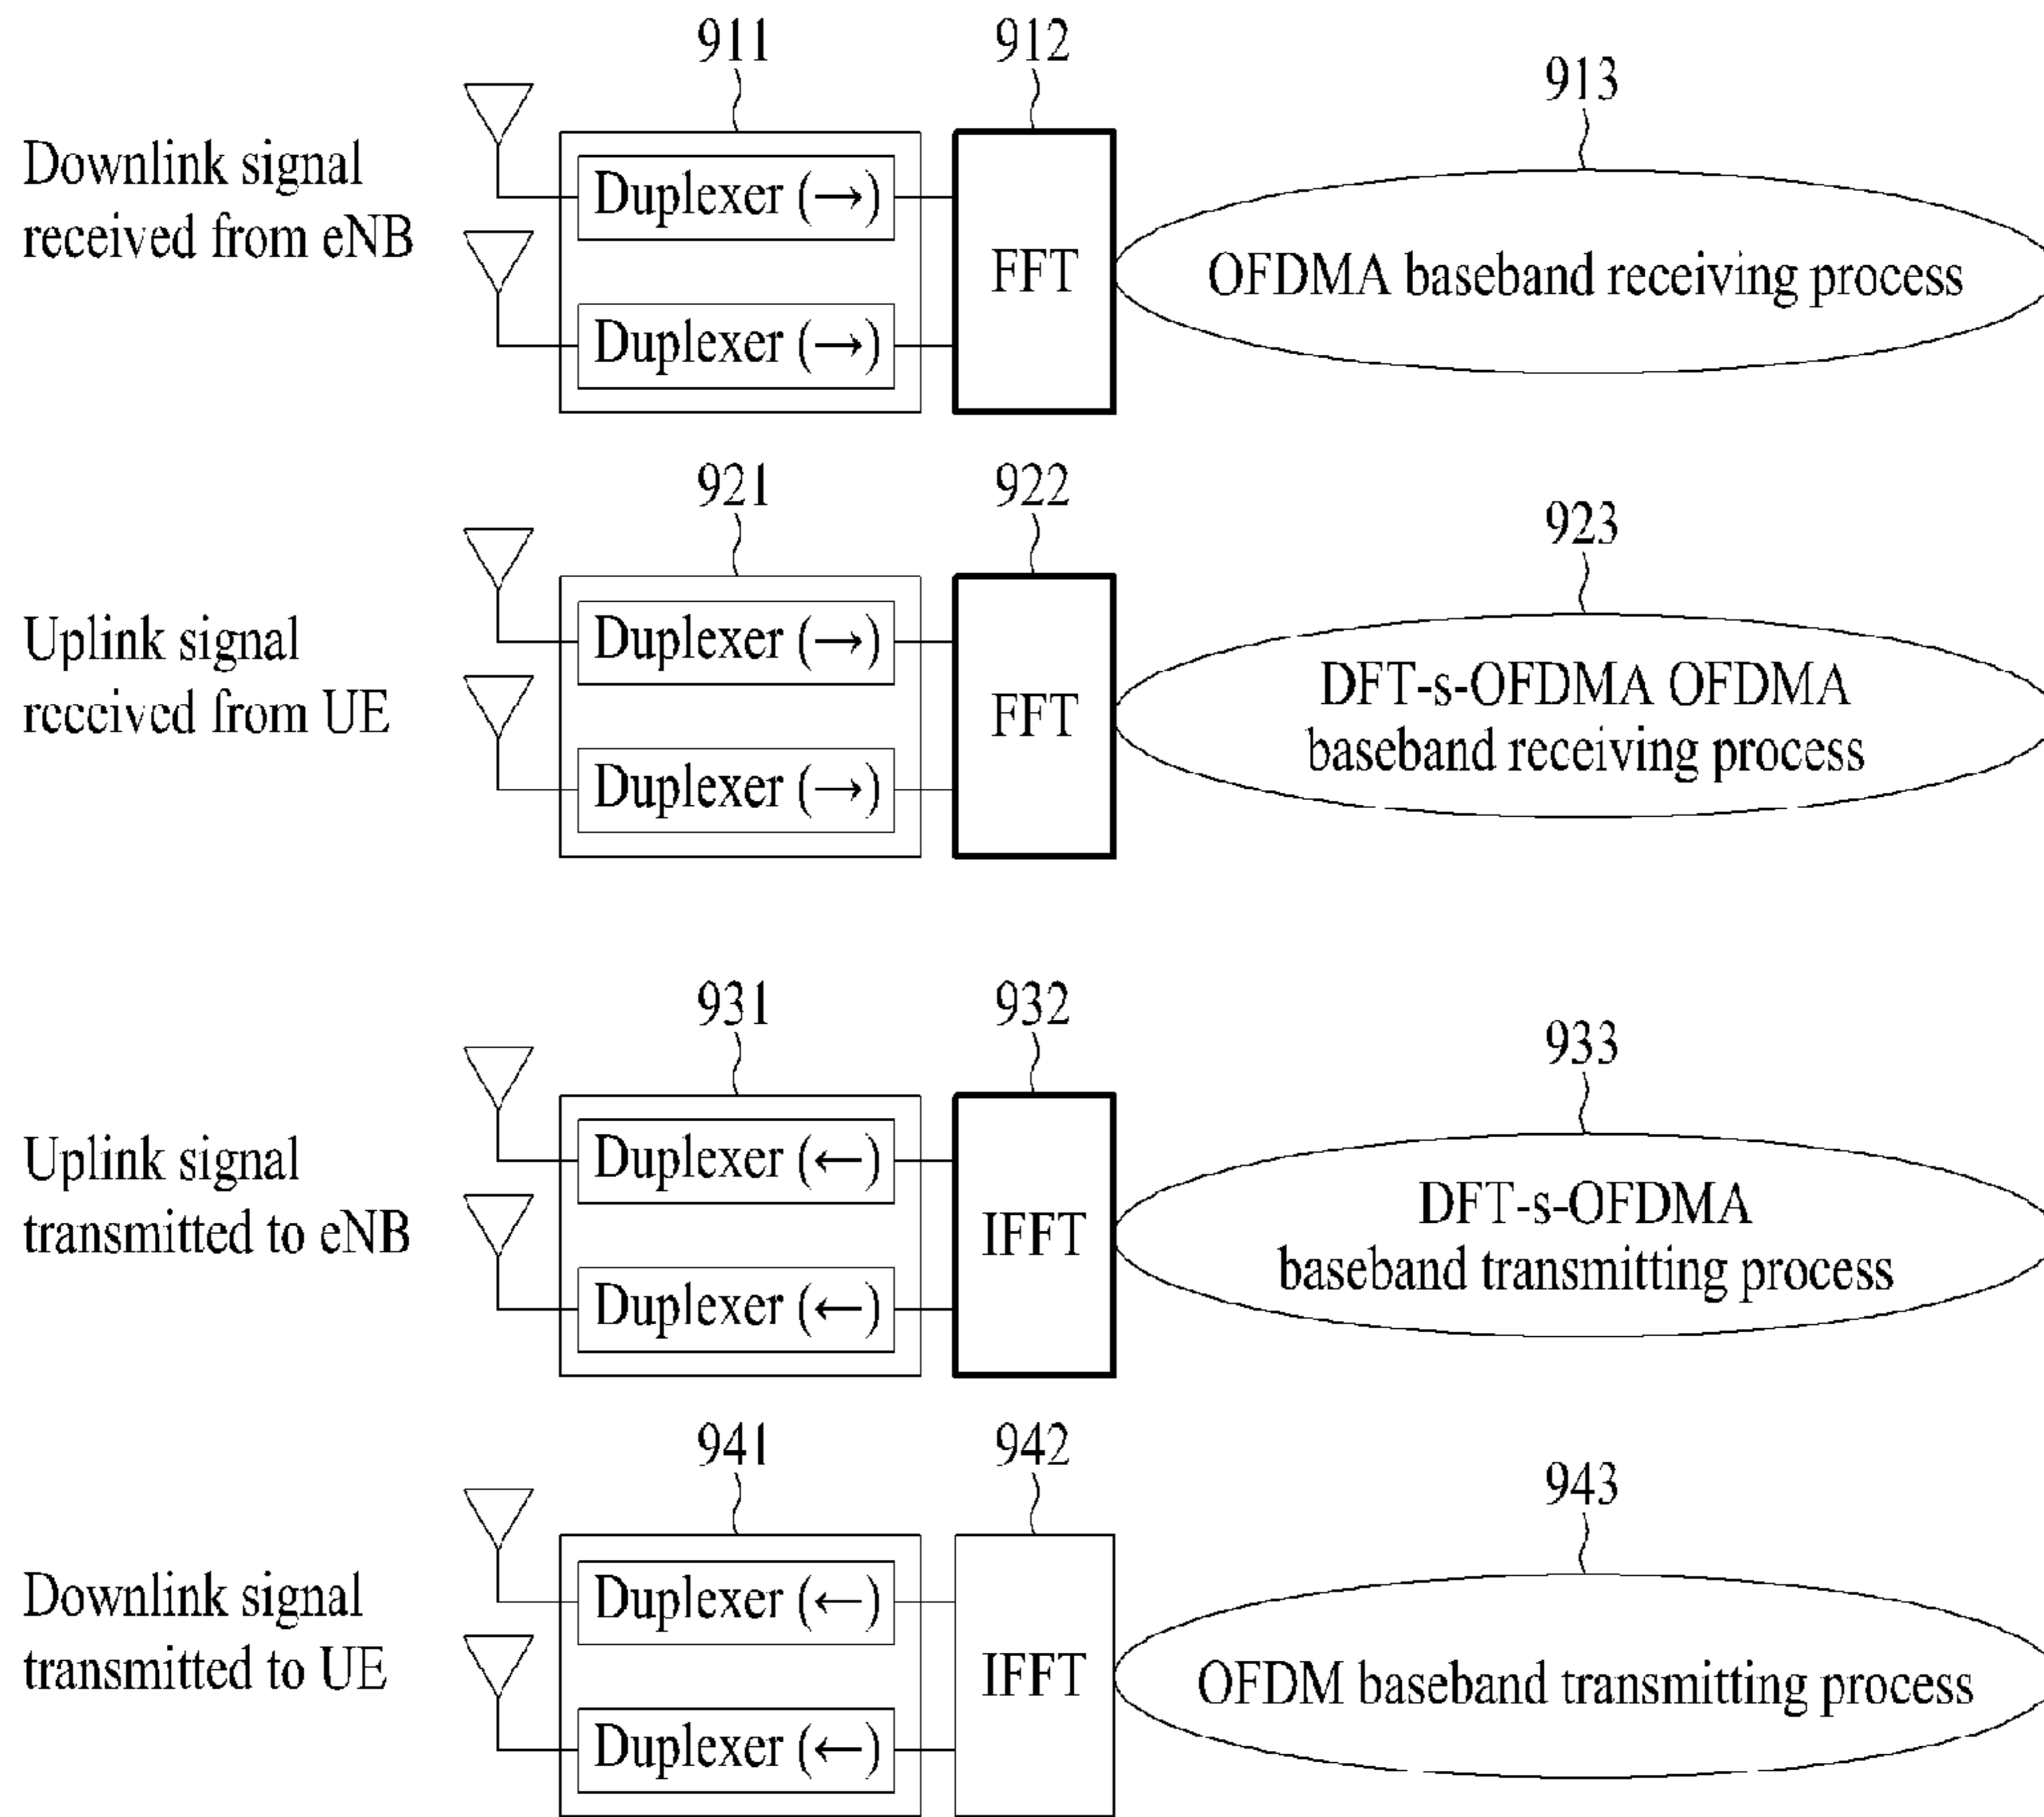 911
912
913
Downlink signal
received from eNB
Duplexer (→)
Duplexer (→)
FFT
OFDMA baseband receiving process
921
922
923
Uplink signal
received from UE
Duplexer (→)
Duplexer (→)
FFT
DFT-s-OFDMA OFDMA
baseband receiving process
931
932
933
Uplink signal
transmitted to eNB
Duplexer (←)
Duplexer (←)
IFFT
DFT-s-OFDMA
baseband transmitting process
941
942
943
Downlink signal
transmitted to UE
Duplexer (←)
Duplexer (←)
IFFT
OFDM baseband transmitting process